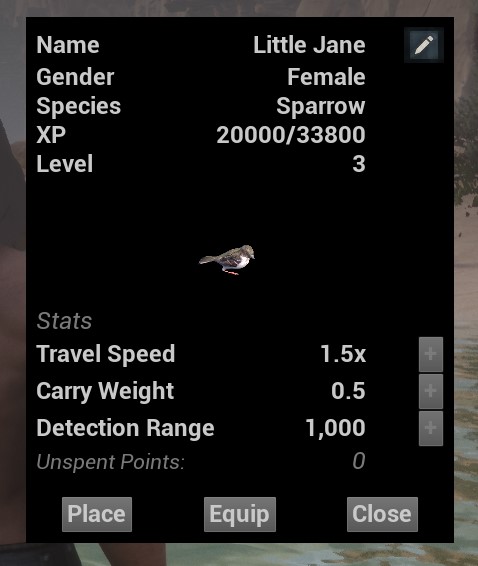 Name Little Jane
Gender Female
Species Sparrow
XP 20000/33800
Level 3
Stats
Travel Speed 1.5x +
Carry Weight 0.5 +
Detection Range 1,000 +
Unspent Points: 0
Place Equip Close